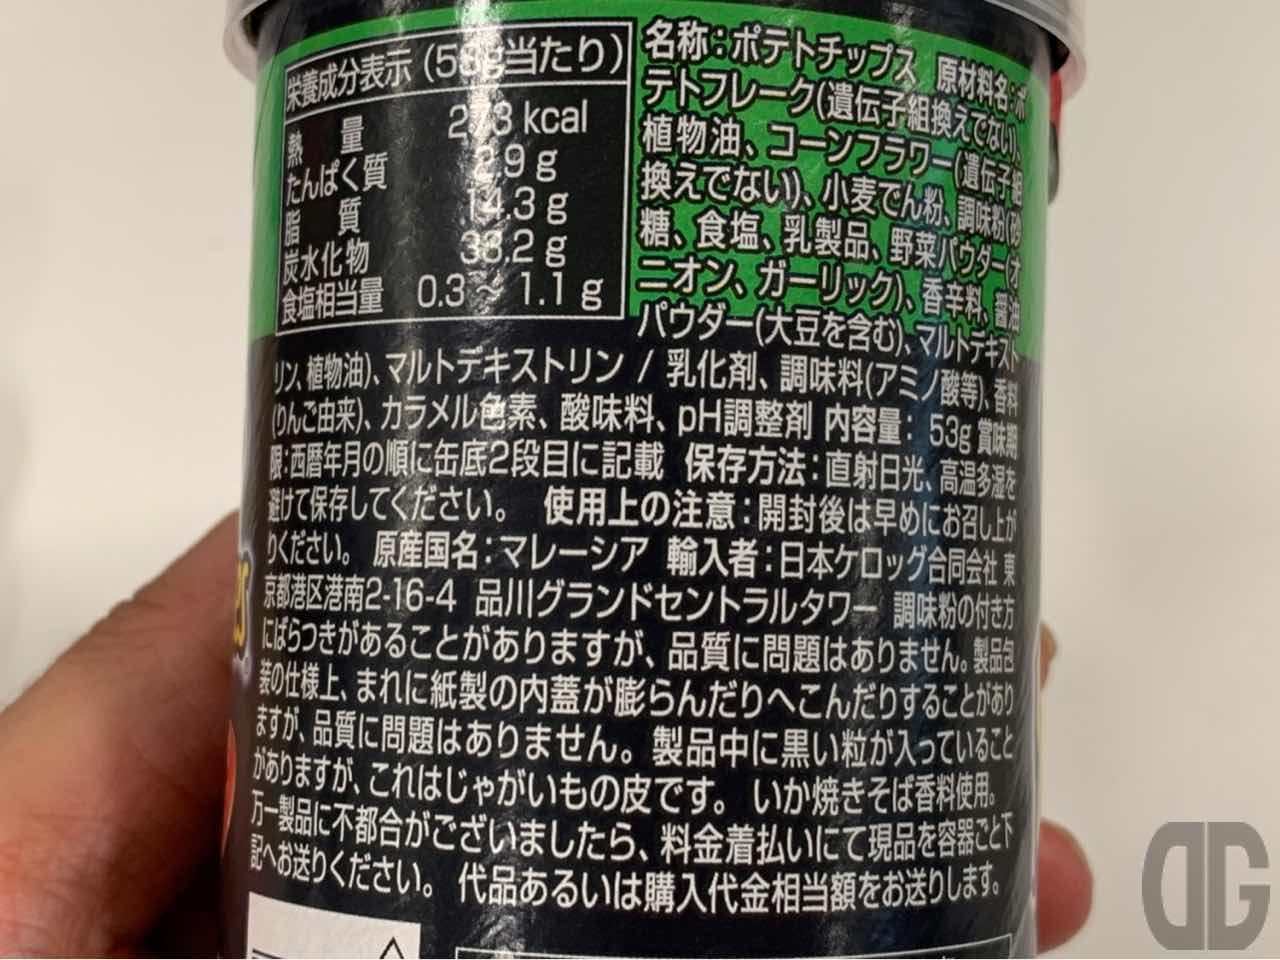 栄養成分表示 (53g当たり)
熱量 273 kcal
たんぱく質 2.9 g
脂質 14.3 g
炭水化物 33.2 g
食塩相当量 0.3 ~ 1.1 g
名称:ポテトチップス 原材料名:ポ
テトフレーク(遺伝子組換えでない)、
植物油、コーンフラワー(遺伝子組
換えでない)、小麦でん粉、調味粉(砂
糖、食塩、乳製品、野菜パウダー(オ
ニオン、ガーリック)、香辛料、醤油
パウダー(大豆を含む)、マルトデキスト
リン、植物油)、マルトデキストリン / 乳化剤、調味料(アミノ酸等)、香料
(りんご由来)、カラメル色素、酸味料、pH調整剤 内容量: 53g 賞味期
限:西暦年月の順に缶底2段目に記載 保存方法:直射日光、高温多湿を
避けて保存してください。 使用上の注意:開封後は早めにお召し上が
りください。 原産国名:マレーシア 輸入者:日本ケロッグ合同会社 東
京都港区港南2-16-4 品川グランドセントラルタワー 調味粉の付き方
にばらつきがあることがありますが、品質に問題はありません。製品包
装の仕様上、まれに紙製の内蓋が膨らんだりへこんだりすることがあり
ますが、品質に問題はありません。製品中に黒い粒が入っていること
がありますが、これはじゃがいもの皮です。 いか焼きそば香料使用。
万一製品に不都合がございましたら、料金着払いにて現品を容器ごと下
記へお送りください。 代品あるいは購入代金相当額をお送りします。
DG